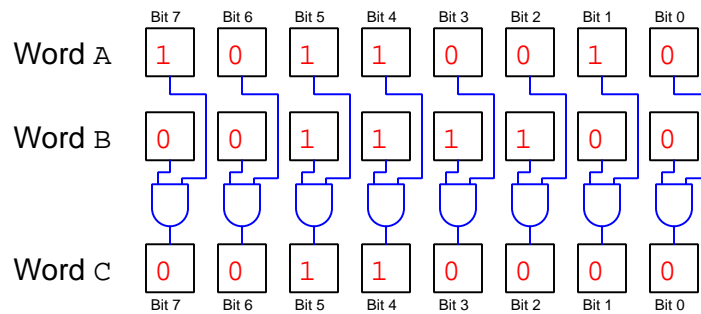 Bit 7 Bit 6 Bit 5 Bit 4 Bit 3 Bit 2 Bit 1 Bit 0
Word A 1 0 1 1 0 0 1 0
Word B 0 0 1 1 1 1 0 0
Word C 0 0 1 1 0 0 0 0
Bit 7 Bit 6 Bit 5 Bit 4 Bit 3 Bit 2 Bit 1 Bit 0